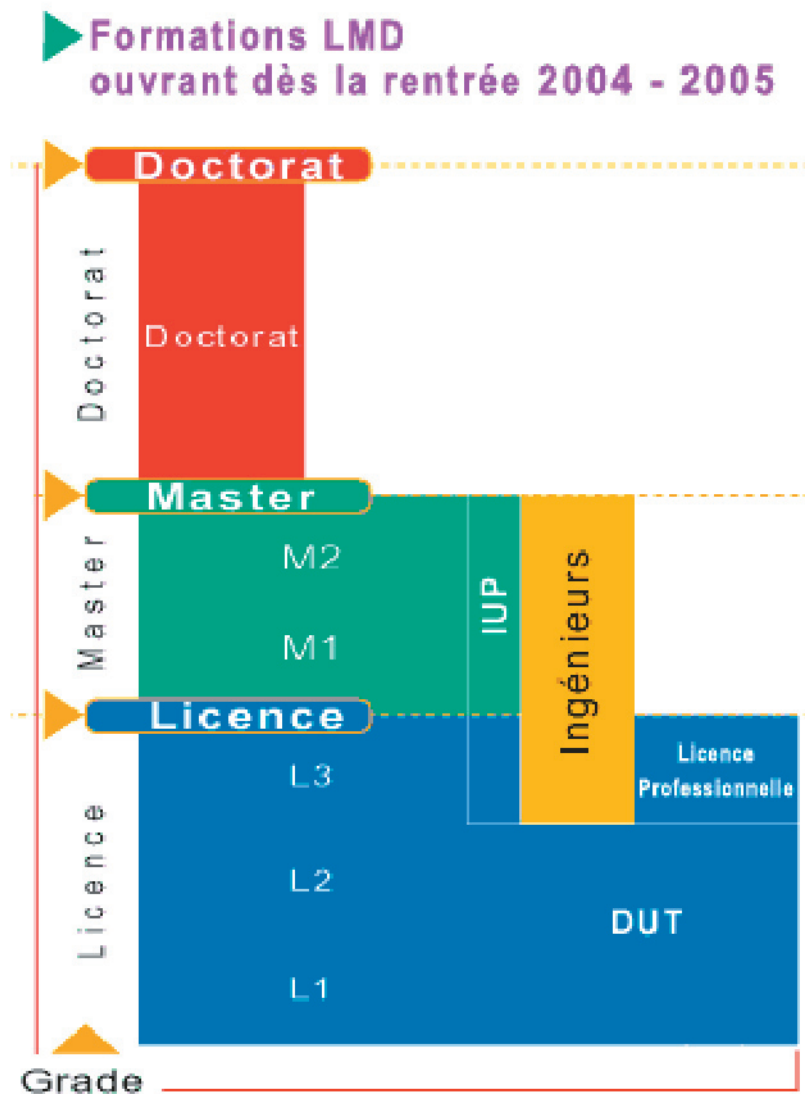 Formations LMD
ouvrant dès la rentrée 2004 - 2005
Doctorat
Doctorat
Doctorat
Master
Master
M2
M1
IUP
Ingénieurs
Licence
Licence
L3
L2
L1
Licence
Professionnelle
DUT
Grade